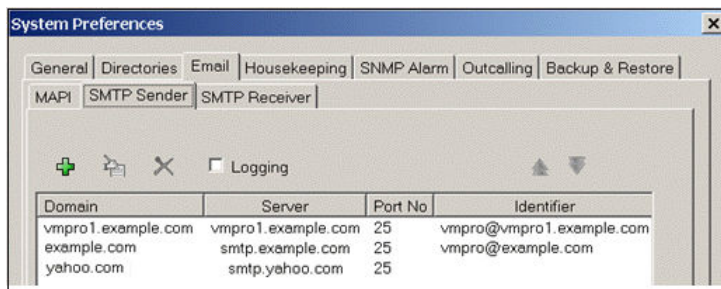 System Preferences
General Directories Email Housekeeping SNMP Alarm Outcalling Backup & Restore
MAPI SMTP Sender SMTP Receiver
Logging
Domain Server Port No Identifier
vmpro1.example.com vmpro1.example.com 25 vmpro@vmpro1.example.com
example.com smtp.example.com 25 vmpro@example.com
yahoo.com smtp.yahoo.com 25